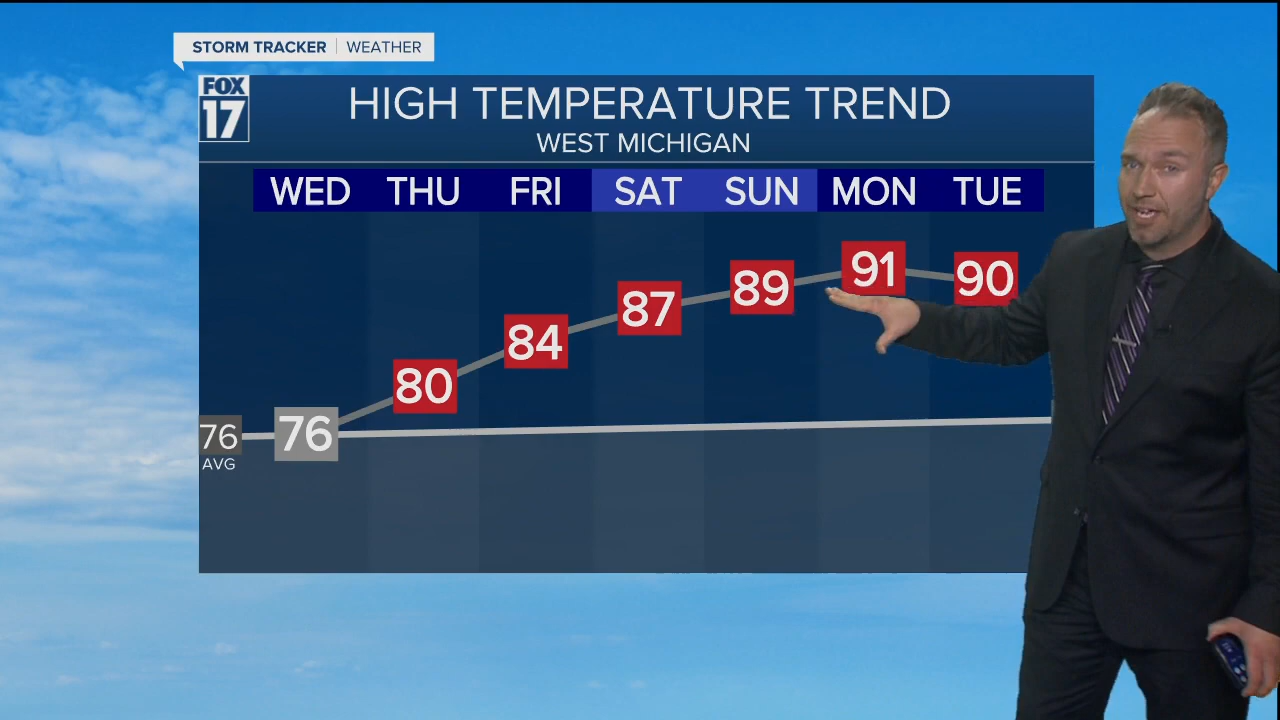 STORM TRACKER | WEATHER
FOX
17
HIGH TEMPERATURE TREND
WEST MICHIGAN
WED THU FRI SAT SUN MON TUE
76 80 84 87 89 91 90
76
AVG